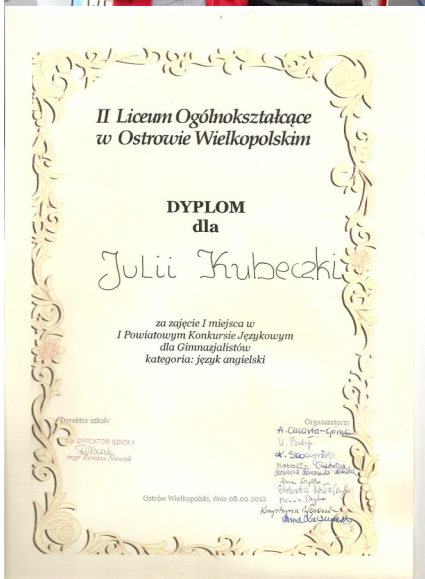 II Liceum Ogólnokształcące
w Ostrowie Wielkopolskim
DYPLOM
dla
Julii Kubeczki
za zajęcie I miejsca w
I Powiatowym Konkursie Językowym
dla Gimnazjalistów
kategoria: język angielski
Dyrektor szkoły
p.o. DYREKTOR SZKOŁY
mgr Renata Nowak
Organizatorzy
Ostrów Wielkopolski, dnia 08.02.2012
Krystyna